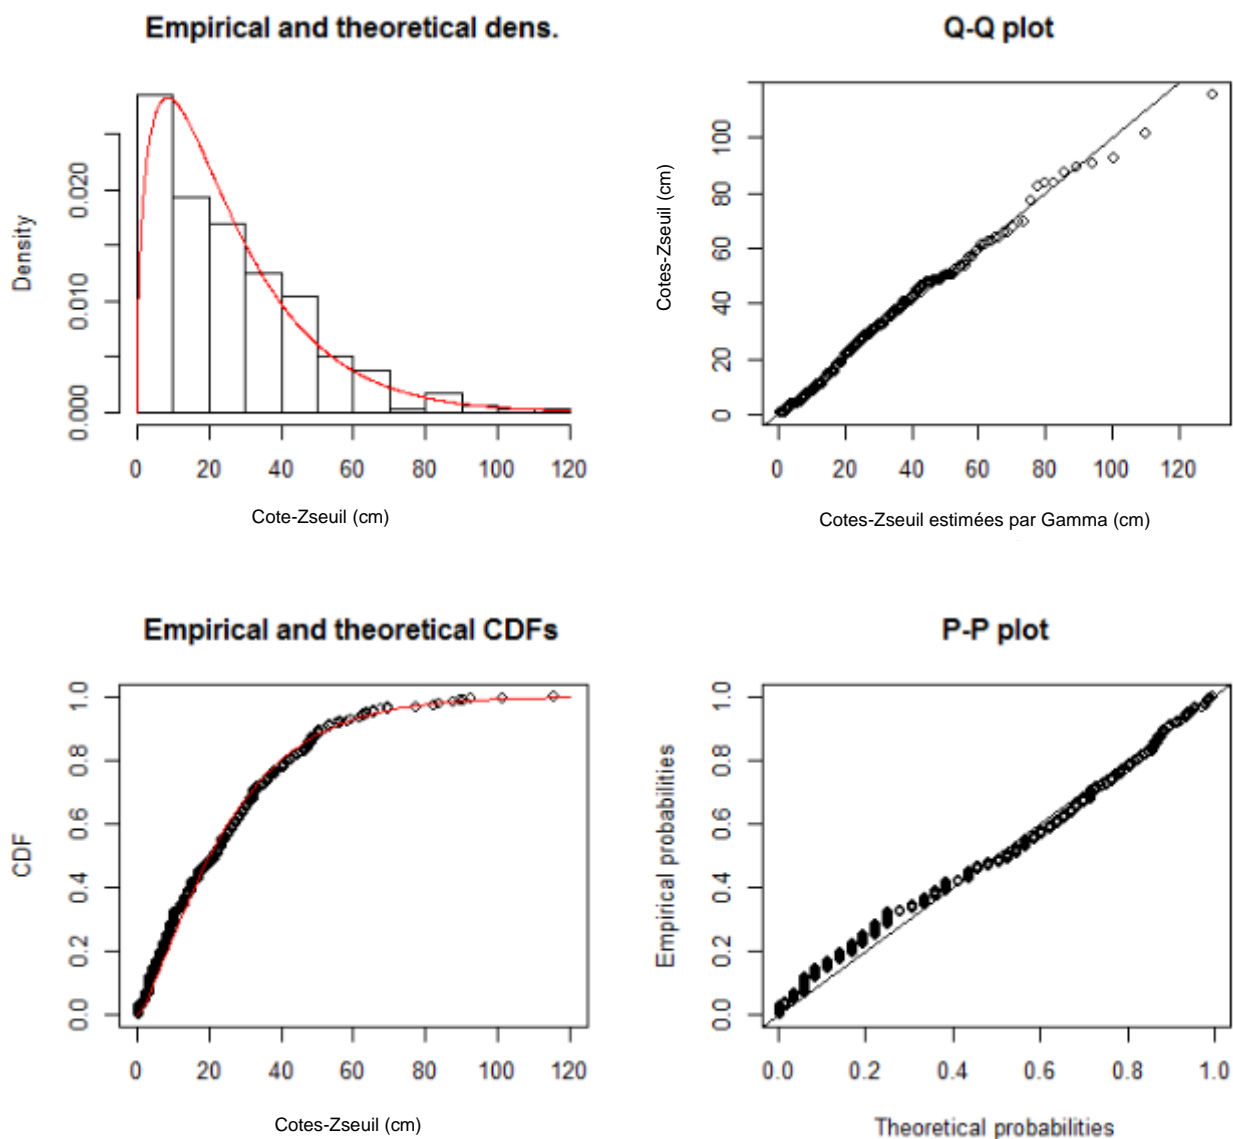 Empirical and theoretical dens.
Density
0.000
0.010
0.020
0 20 40 60 80 100 120
Cote-Zseuil (cm)
Q-Q plot
Cotes-Zseuil (cm)
0
20
40
60
80
100
0 20 40 60 80 100 120
Cotes-Zseuil estimées par Gamma (cm)
Empirical and theoretical CDFs
CDF
0.0
0.2
0.4
0.6
0.8
1.0
0 20 40 60 80 100 120
Cotes-Zseuil (cm)
P-P plot
Empirical probabilities
0.0
0.2
0.4
0.6
0.8
1.0
0.0 0.2 0.4 0.6 0.8 1.0
Theoretical probabilities